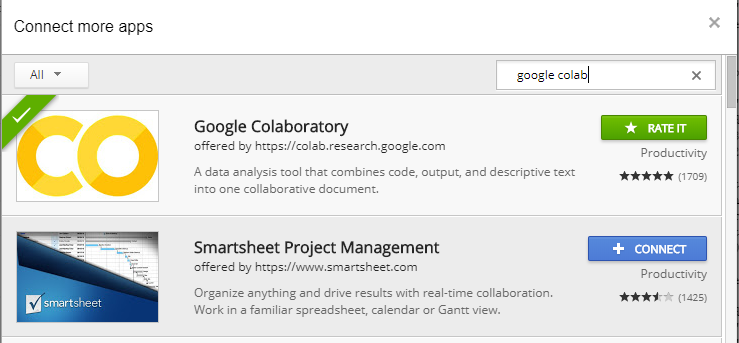 Connect more apps ×
All google colab ×
Google Colaboratory
RATE IT
offered by https://colab.research.google.com
Productivity
A data analysis tool that combines code, output, and descriptive text
into one collaborative document.
(1709)
Smartsheet Project Management
CONNECT
offered by https://www.smartsheet.com
Productivity
Organize anything and drive results with real-time collaboration.
Work in a familiar spreadsheet, calendar or Gantt view.
(1425)
smartsheet